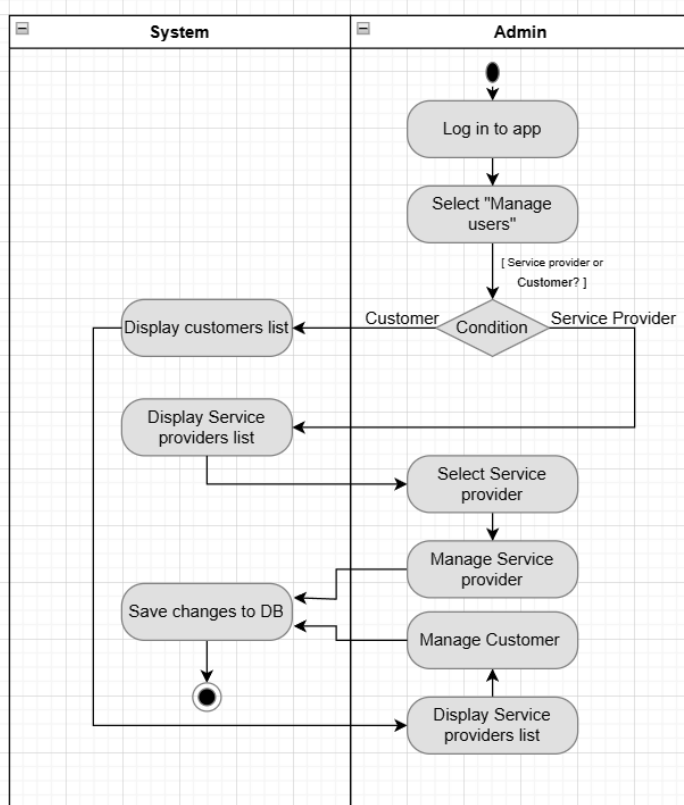 System
Admin
Log in to app
Select "Manage
users"
[ Service provider or
Customer? ]
Display customers list
Customer
Condition
Service Provider
Display Service
providers list
Select Service
provider
Manage Service
provider
Save changes to DB
Manage Customer
Display Service
providers list